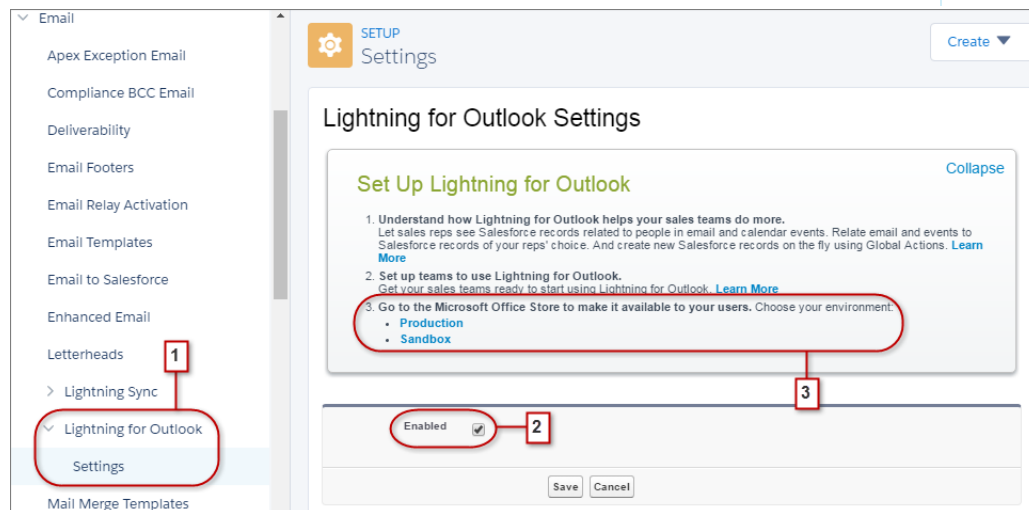 Email
Apex Exception Email
Compliance BCC Email
Deliverability
Email Footers
Email Relay Activation
Email Templates
Email to Salesforce
Enhanced Email
Letterheads
1
Lightning Sync
Lightning for Outlook
Settings
Mail Merge Templates
SETUP
Settings
Create
Lightning for Outlook Settings
Collapse
Set Up Lightning for Outlook
1. Understand how Lightning for Outlook helps your sales teams do more.
Let sales reps see Salesforce records related to people in email and calendar events. Relate email and events to
Salesforce records of your reps' choice. And create new Salesforce records on the fly using Global Actions. Learn
More
2. Set up teams to use Lightning for Outlook.
Get your sales teams ready to start using Lightning for Outlook. Learn More
3. Go to the Microsoft Office Store to make it available to your users. Choose your environment:
• Production
• Sandbox
3
Enabled
2
Save Cancel